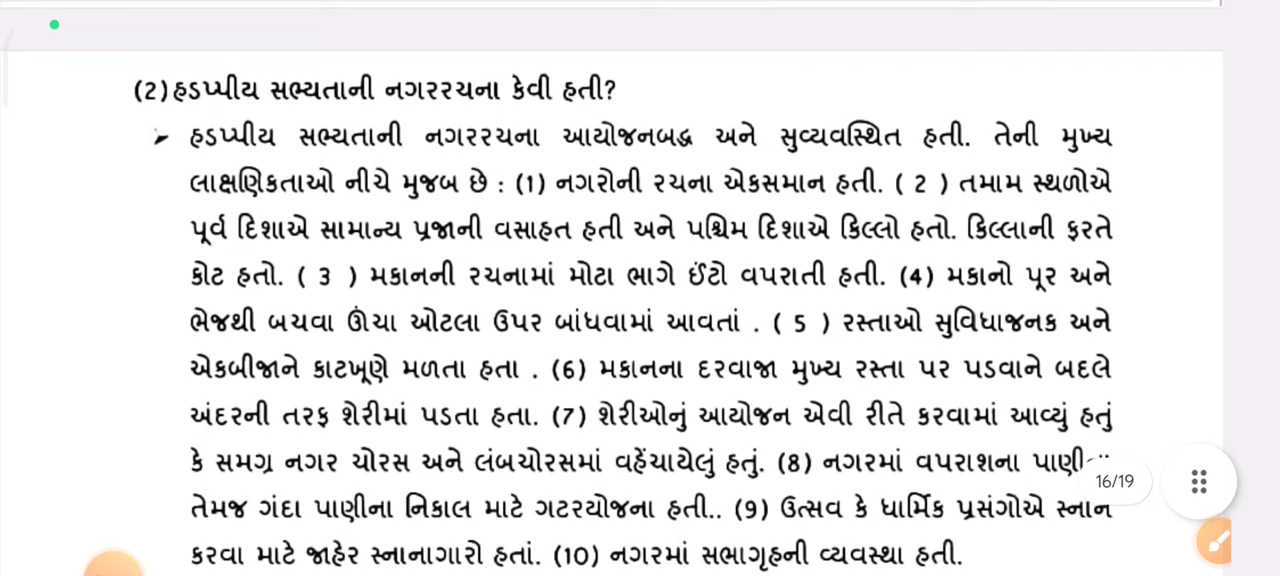 (2)હડપ્પીય સભ્યતાની નગરરચના કેવી હતી?
➤ હડપ્પીય સભ્યતાની નગરરચના આયોજનબદ્ધ અને સુવ્યવસ્થિત હતી. તેની મુખ્ય
લાક્ષણિકતાઓ નીચે મુજબ છે : (1) નગરોની રચના એકસમાન હતી. ( 2 ) તમામ સ્થળોએ
પૂર્વ દિશાએ સામાન્ય પ્રજાની વસાહત હતી અને પશ્ચિમ દિશાએ કિલ્લો હતો. કિલ્લાની ફરતે
કોટ હતો. ( 3 ) મકાનની રચનામાં મોટા ભાગે ઈંટો વપરાતી હતી. (4) મકાનો પૂર અને
ભેજથી બચવા ઊંચા ઓટલા ઉપર બાંધવામાં આવતાં . ( 5 ) રસ્તાઓ સુવિધાજનક અને
એકબીજાને કાટખૂણે મળતા હતા . (6) મકાનના દરવાજા મુખ્ય રસ્તા પર પડવાને બદલે
અંદરની તરફ શેરીમાં પડતા હતા. (7) શેરીઓનું આયોજન એવી રીતે કરવામાં આવ્યું હતું
કે સમગ્ર નગર ચોરસ અને લંબચોરસમાં વહેંચાયેલું હતું. (8) નગરમાં વપરાશના
16/19
તેમજ ગંદા પાણીના નિકાલ માટે ગટરયોજના હતી.. (9) ઉત્સવ કે ધાર્મિક પ્રસંગોએ સ્નાન
કરવા માટે જાહેર સ્નાનાગારો હતાં. (10) નગરમાં સભાગૃહની વ્યવસ્થા હતી.